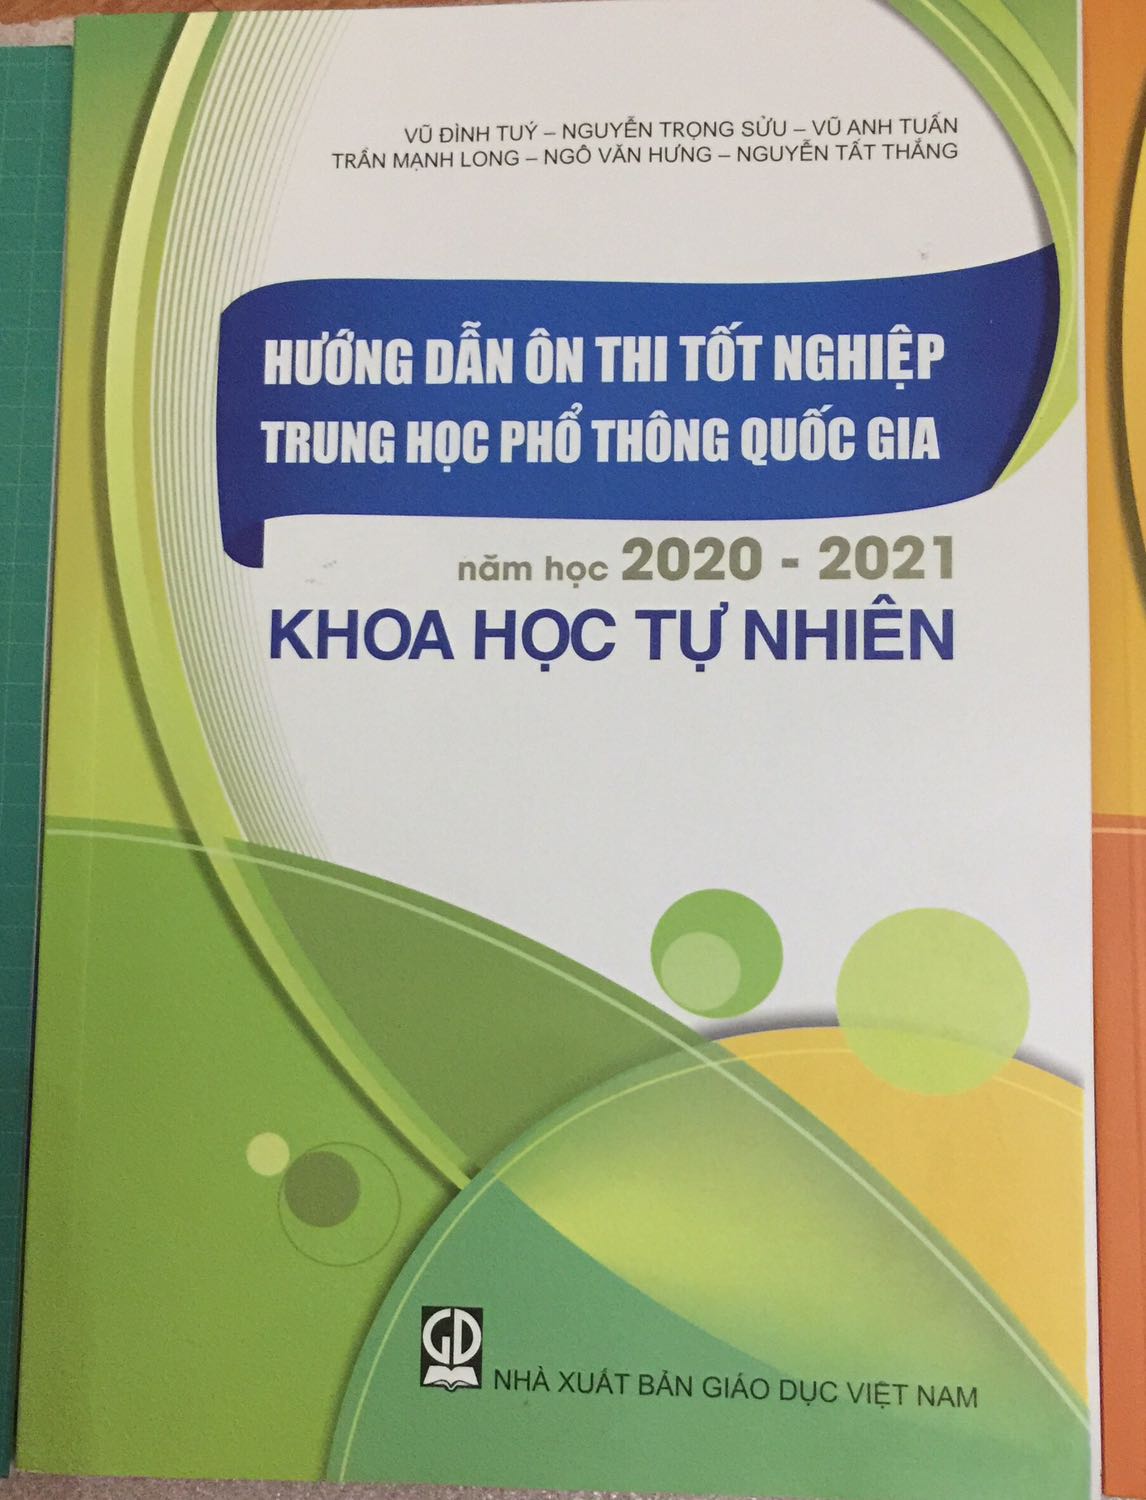 VŨ ĐÌNH TUÝ – NGUYỄN TRỌNG SỬU – VŨ ANH TUẤN
TRẦN MẠNH LONG – NGÔ VĂN HƯNG – NGUYỄN TẤT THẮNG
HƯỚNG DẪN ÔN THI TỐT NGHIỆP
TRUNG HỌC PHỔ THÔNG QUỐC GIA
năm học 2020 - 2021
KHOA HỌC TỰ NHIÊN
GD
NHÀ XUẤT BẢN GIÁO DỤC VIỆT NAM